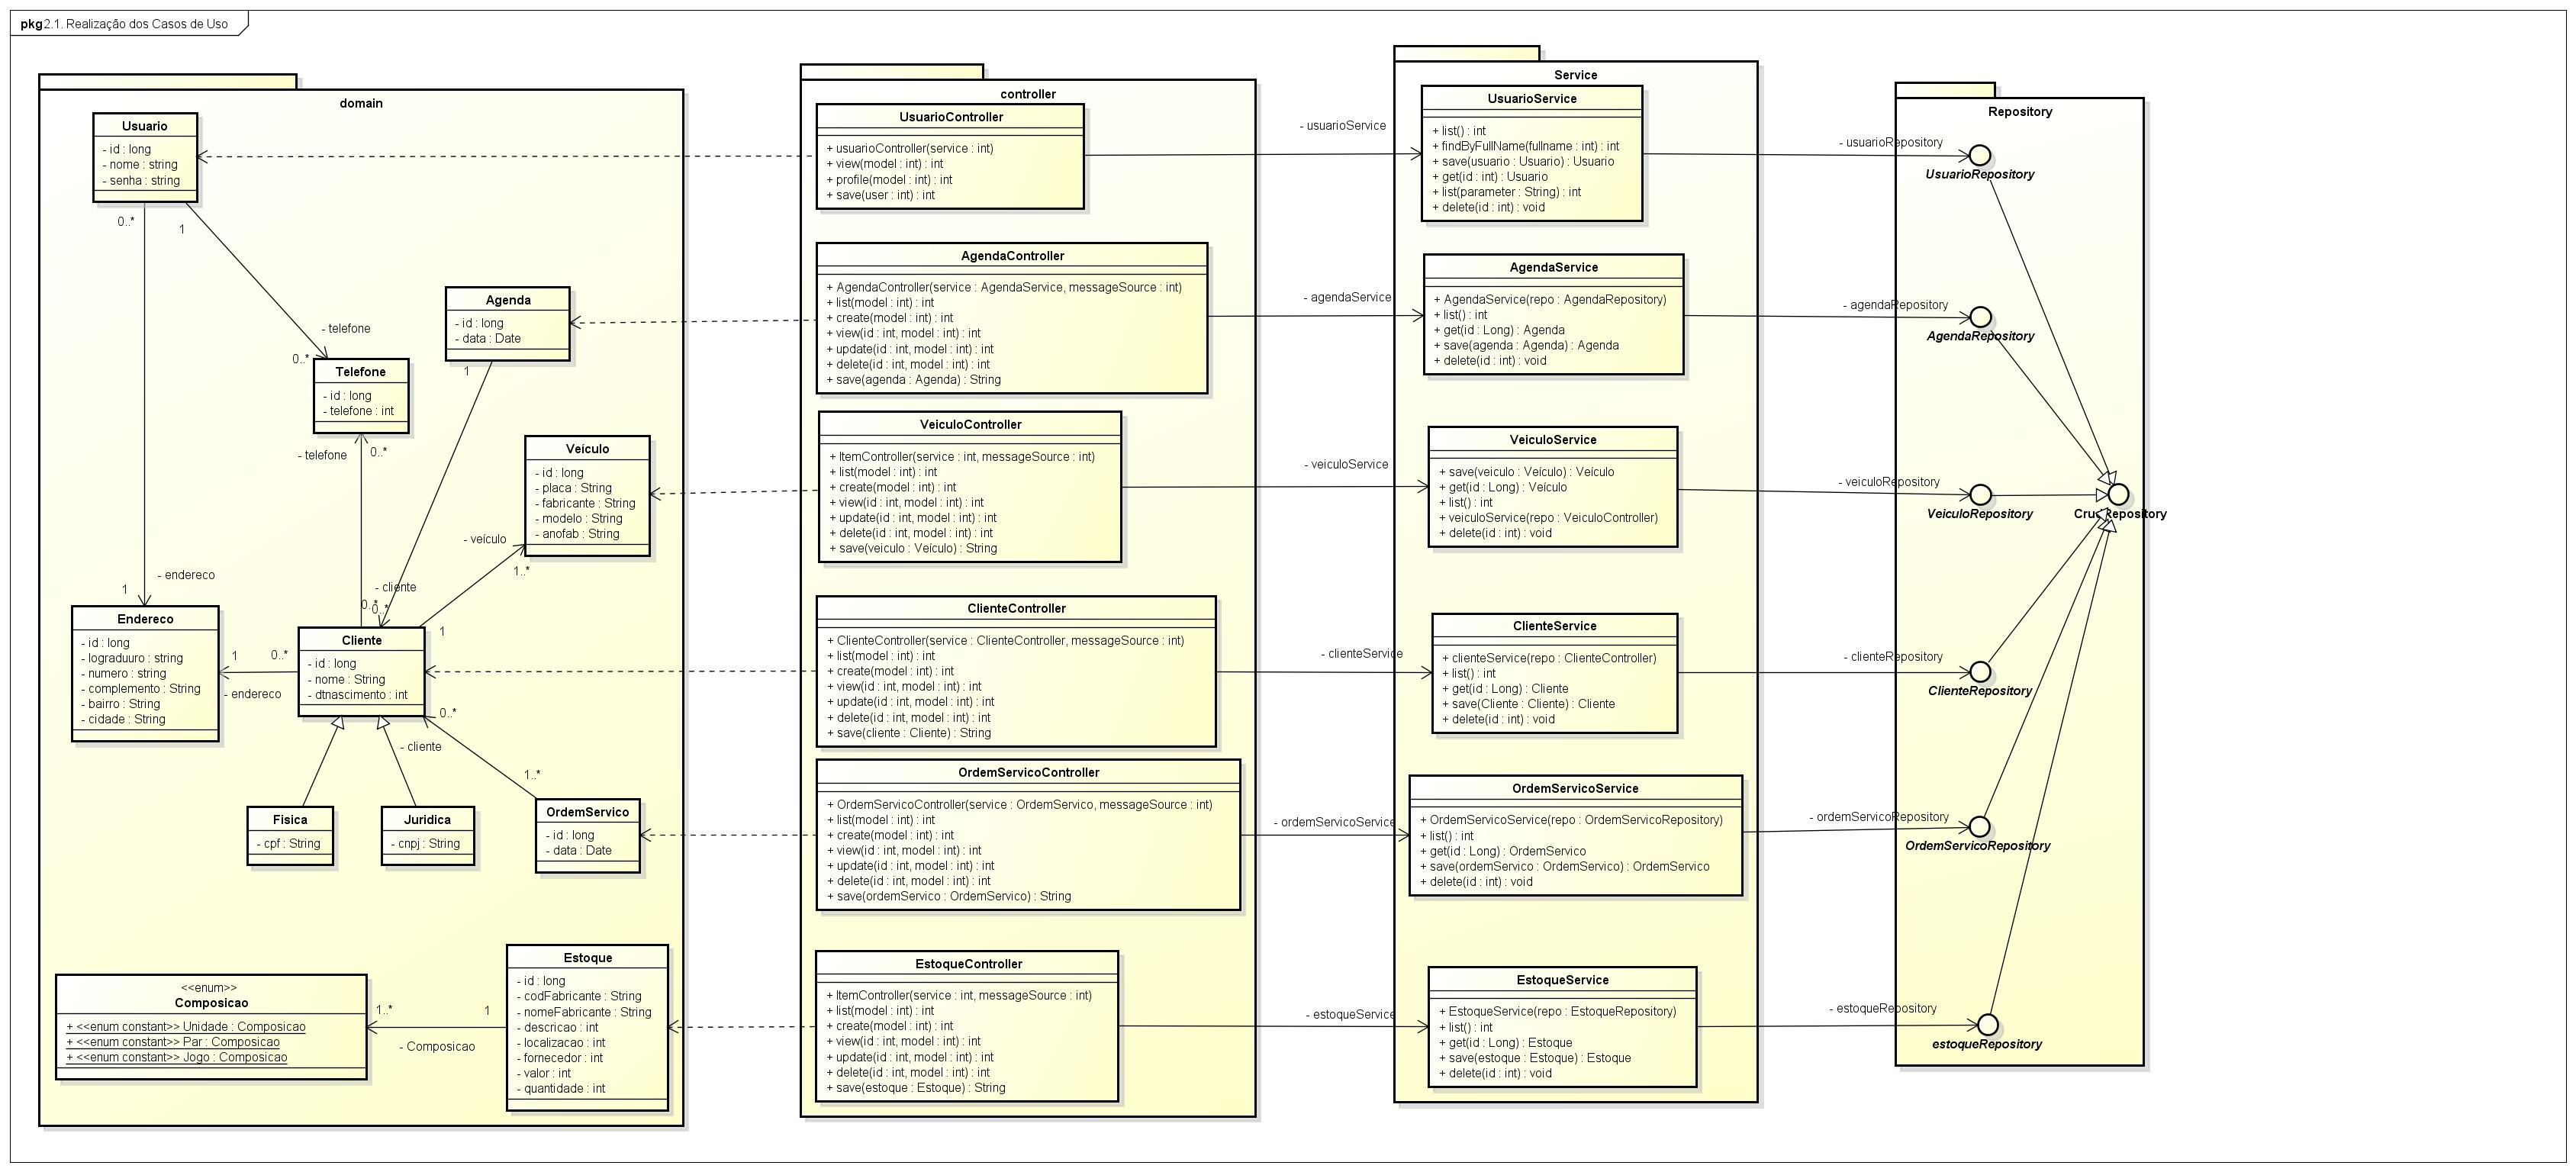 pkg 2.1. Realização dos Casos de Uso
domain
Usuario
- id : long
- nome : string
- senha : string
0..*
1
- telefone
0..*
Telefone
- id : long
- telefone : int
- telefone
0..*
Agenda
- id : long
- data : Date
1
Veículo
- id : long
- placa : String
- fabricante : String
- modelo : String
- anofab : String
- veículo
1..*
- cliente
0..*
0..*
1
- endereco
1
Endereco
- id : long
- lograduuro : string
- numero : string
- complemento : String
- bairro : String
- cidade : String
1
0..*
- endereco
Cliente
- id : long
- nome : String
- dtnascimento : int
1
0..*
- cliente
1..*
Fisica
- cpf : String
Juridica
- cnpj : String
OrdemServico
- id : long
- data : Date
<<enum>>
Composicao
+ <<enum constant>> Unidade : Composicao
+ <<enum constant>> Par : Composicao
+ <<enum constant>> Jogo : Composicao
1..*
1
- Composicao
Estoque
- id : long
- codFabricante : String
- nomeFabricante : String
- descricao : int
- localizacao : int
- fornecedor : int
- valor : int
- quantidade : int
controller
UsuarioController
+ usuarioController(service : int)
+ view(model : int) : int
+ profile(model : int) : int
+ save(user : int) : int
AgendaController
+ AgendaController(service : AgendaService, messageSource : int)
+ list(model : int) : int
+ create(model : int) : int
+ view(id : int, model : int) : int
+ update(id : int, model : int) : int
+ delete(id : int, model : int) : int
+ save(agenda : Agenda) : String
VeiculoController
+ ItemController(service : int, messageSource : int)
+ list(model : int) : int
+ create(model : int) : int
+ view(id : int, model : int) : int
+ update(id : int, model : int) : int
+ delete(id : int, model : int) : int
+ save(veiculo : Veículo) : String
ClienteController
+ ClienteController(service : ClienteController, messageSource : int)
+ list(model : int) : int
+ create(model : int) : int
+ view(id : int, model : int) : int
+ update(id : int, model : int) : int
+ delete(id : int, model : int) : int
+ save(cliente : Cliente) : String
OrdemServicoController
+ OrdemServicoController(service : OrdemServico, messageSource : int)
+ list(model : int) : int
+ create(model : int) : int
+ view(id : int, model : int) : int
+ update(id : int, model : int) : int
+ delete(id : int, model : int) : int
+ save(ordemServico : OrdemServico) : String
EstoqueController
+ ItemController(service : int, messageSource : int)
+ list(model : int) : int
+ create(model : int) : int
+ view(id : int, model : int) : int
+ update(id : int, model : int) : int
+ delete(id : int, model : int) : int
+ save(estoque : Estoque) : String
- usuarioService
- agendaService
- veiculoService
- clienteService
- ordemServicoService
- estoqueService
Service
UsuarioService
+ list() : int
+ findByFullName(fullname : int) : int
+ save(usuario : Usuario) : Usuario
+ get(id : int) : Usuario
+ list(parameter : String) : int
+ delete(id : int) : void
AgendaService
+ AgendaService(repo : AgendaRepository)
+ list() : int
+ get(id : Long) : Agenda
+ save(agenda : Agenda) : Agenda
+ delete(id : int) : void
VeiculoService
+ save(veiculo : Veículo) : Veículo
+ get(id : Long) : Veículo
+ list() : int
+ veiculoService(repo : VeiculoController)
+ delete(id : int) : void
ClienteService
+ clienteService(repo : ClienteController)
+ list() : int
+ get(id : Long) : Cliente
+ save(Cliente : Cliente) : Cliente
+ delete(id : int) : void
OrdemServicoService
+ OrdemServicoService(repo : OrdemServicoRepository)
+ list() : int
+ get(id : Long) : OrdemServico
+ save(ordemServico : OrdemServico) : OrdemServico
+ delete(id : int) : void
EstoqueService
+ EstoqueService(repo : EstoqueRepository)
+ list() : int
+ get(id : Long) : Estoque
+ save(estoque : Estoque) : Estoque
+ delete(id : int) : void
Repository
- usuarioRepository
UsuarioRepository
- agendaRepository
AgendaRepository
- veiculoRepository
VeiculoRepository
CrudRepository
- clienteRepository
ClienteRepository
- ordemServicoRepository
OrdemServicoRepository
- estoqueRepository
estoqueRepository